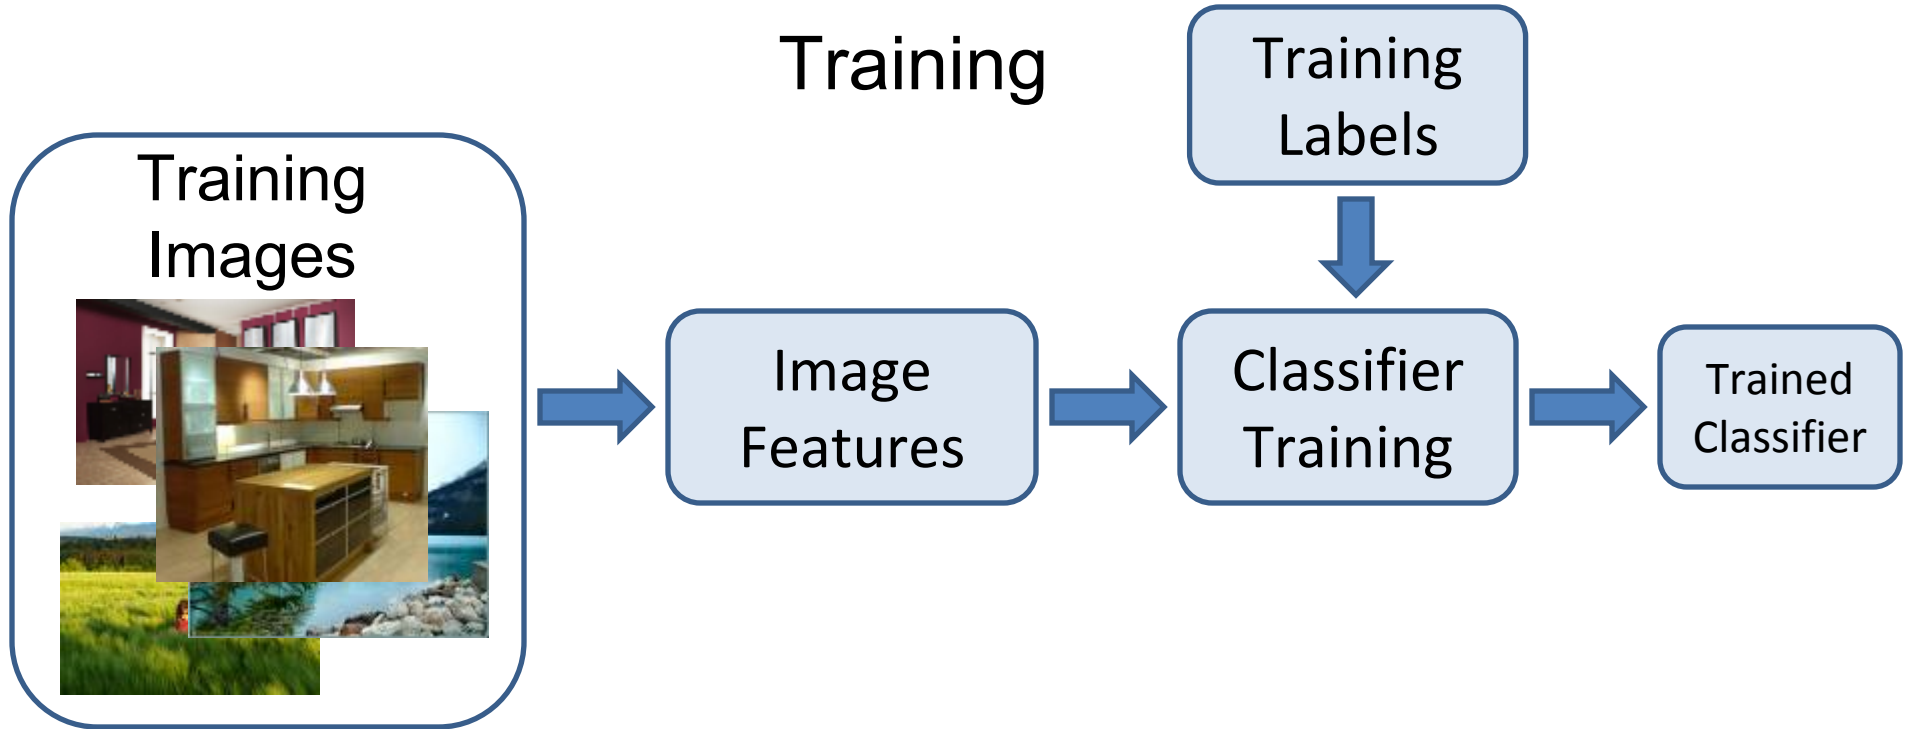 Training
Training
Labels
Training
Images
Image
Features
Classifier
Training
Trained
Classifier